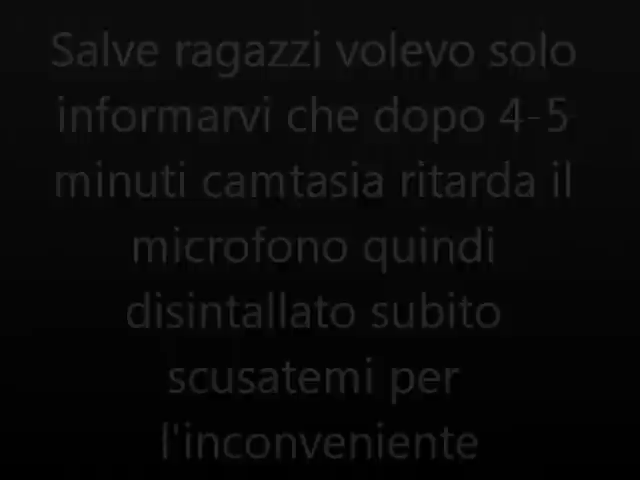 Salve ragazzi volevo solo
informarvi che dopo 4-5
minuti camtasia ritarda il
microfono quindi
disintallato subito
scusatemi per
l'inconveniente